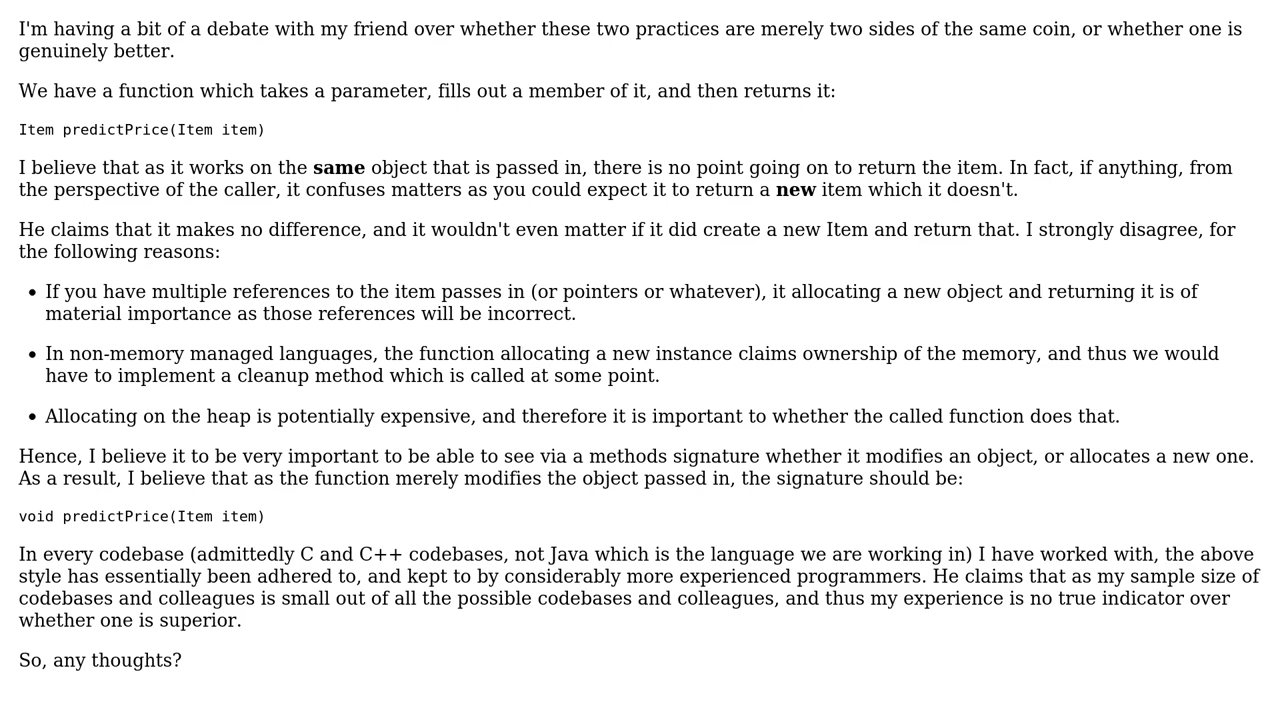 I'm having a bit of a debate with my friend over whether these two practices are merely two sides of the same coin, or whether one is
genuinely better.
We have a function which takes a parameter, fills out a member of it, and then returns it:
Item predictPrice(Item item)
I believe that as it works on the same object that is passed in, there is no point going on to return the item. In fact, if anything, from
the perspective of the caller, it confuses matters as you could expect it to return a new item which it doesn't.
He claims that it makes no difference, and it wouldn't even matter if it did create a new Item and return that. I strongly disagree, for
the following reasons:
• If you have multiple references to the item passes in (or pointers or whatever), it allocating a new object and returning it is of
material importance as those references will be incorrect.
• In non-memory managed languages, the function allocating a new instance claims ownership of the memory, and thus we would
have to implement a cleanup method which is called at some point.
• Allocating on the heap is potentially expensive, and therefore it is important to whether the called function does that.
Hence, I believe it to be very important to be able to see via a methods signature whether it modifies an object, or allocates a new one.
As a result, I believe that as the function merely modifies the object passed in, the signature should be:
void predictPrice(Item item)
In every codebase (admittedly C and C++ codebases, not Java which is the language we are working in) I have worked with, the above
style has essentially been adhered to, and kept to by considerably more experienced programmers. He claims that as my sample size of
codebases and colleagues is small out of all the possible codebases and colleagues, and thus my experience is no true indicator over
whether one is superior.
So, any thoughts?